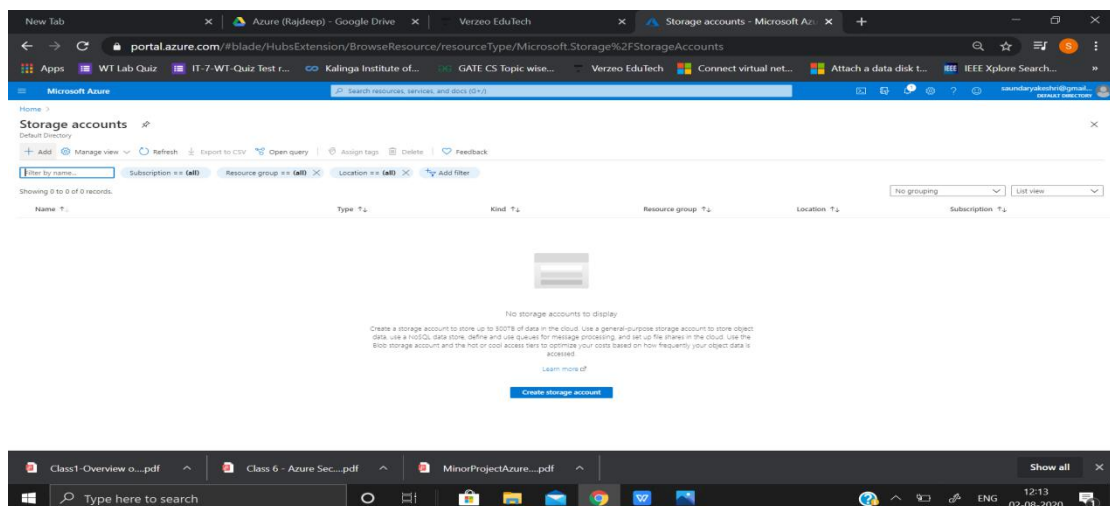 New Tab
Azure (Rajdeep) - Google Drive
Verzeo EduTech
Storage accounts - Microsoft Azu
portal.azure.com/#blade/HubsExtension/BrowseResource/resourceType/Microsoft.Storage%2FStorageAccounts
Apps WT Lab Quiz IT-7-WT-Quiz Test r... Kalinga Institute of... GATE CS Topic wise... Verzeo EduTech Connect virtual net... Attach a data disk t... IEEE Xplore Search... »
Microsoft Azure Search resources, services, and docs (G+/) saundaryakeshri@gmail...
DEFAULT DIRECTORY
Home >
Storage accounts
Default Directory
+ Add Manage view Refresh Export to CSV Open query Assign tags Delete Feedback
Filter by name... Subscription == (all) Resource group == (all) Location == (all) Add filter
Showing 0 to 0 of 0 records. No grouping List view
Name Type Kind Resource group Location Subscription
No storage accounts to display
Create a storage account to store up to 500TB of data in the cloud. Use a general-purpose storage account to store object
data, use a NoSQL data store, define and use queues for message processing, and set up file shares in the cloud. Use the
Blob storage account and the hot or cool access tiers to optimize your costs based on how frequently your object data is
accessed
Learn more
Create storage account
Class1-Overview o....pdf Class 6 - Azure Sec....pdf MinorProjectAzure....pdf Show all
Type here to search ENG 12:13
02-08-2020